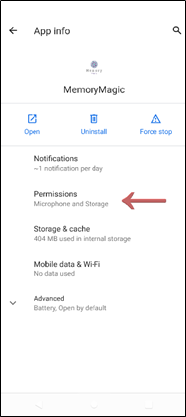 App info
MemoryMagic
Open
Uninstall
Force stop
Notifications
~1 notification per day
Permissions
Microphone and Storage
Storage & cache
404 MB used in internal storage
Mobile data & Wi-Fi
No data used
Advanced
Battery, Open by default